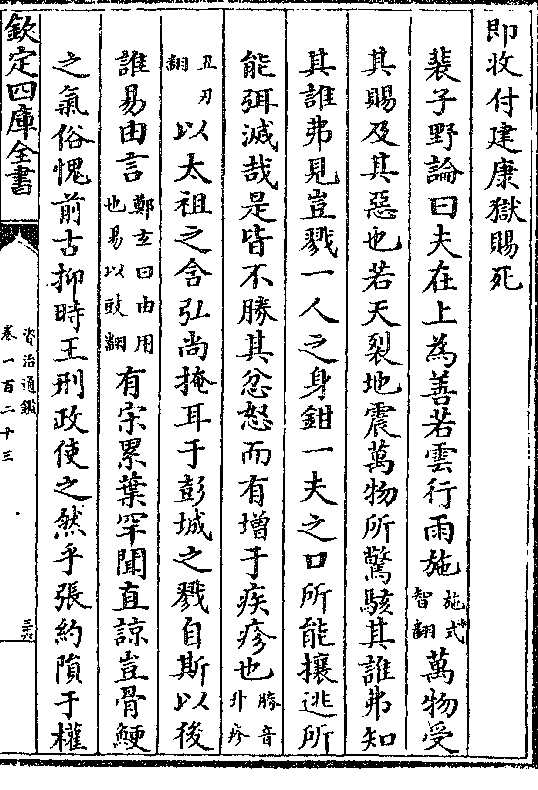 即收付建康獄賜死
裴子野論曰夫在上為善若雲行雨施施式智翻萬物受
其賜及其惡也若天裂地震萬物所驚駭其誰弗知
其誰弗見豈戮一人之身鉗一夫之口所能攘逃所
能弭滅哉是皆不勝其忿怒而有增于疾疹也勝音升疹
丑刃翻以太祖之含弘尚掩耳于彭城之戮自斯以後
誰易由言鄭玄曰由用也易以豉翻有宋累葉罕聞直諒豈骨鯁
之氣俗愧前古抑時王刑政使之然乎張約隕于權
欽定四庫全書
資治通鑑
卷一百二十三